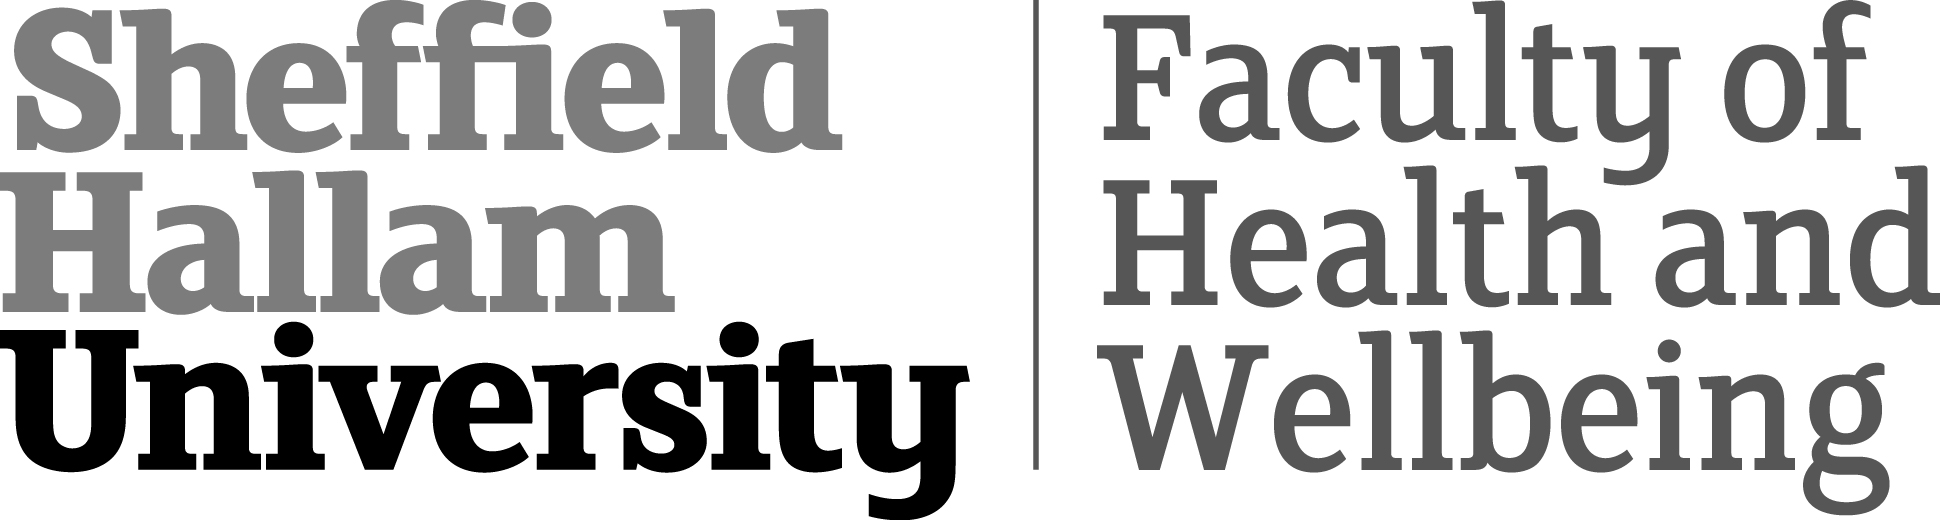 Sheffield
Hallam
University
Faculty of
Health and
Wellbeing